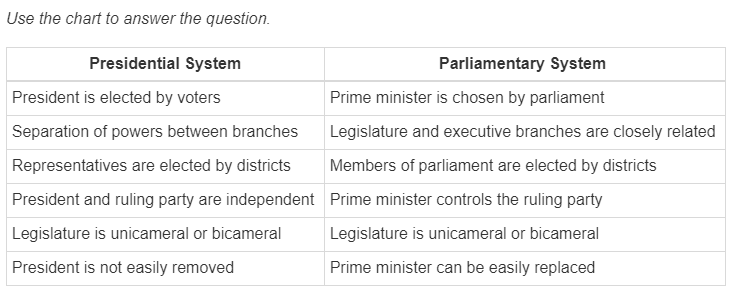 Use the chart to answer the question.
Presidential System Parliamentary System
President is elected by voters Prime minister is chosen by parliament
Separation of powers between branches Legislature and executive branches are closely related
Representatives are elected by districts Members of parliament are elected by districts
President and ruling party are independent Prime minister controls the ruling party
Legislature is unicameral or bicameral Legislature is unicameral or bicameral
President is not easily removed Prime minister can be easily replaced